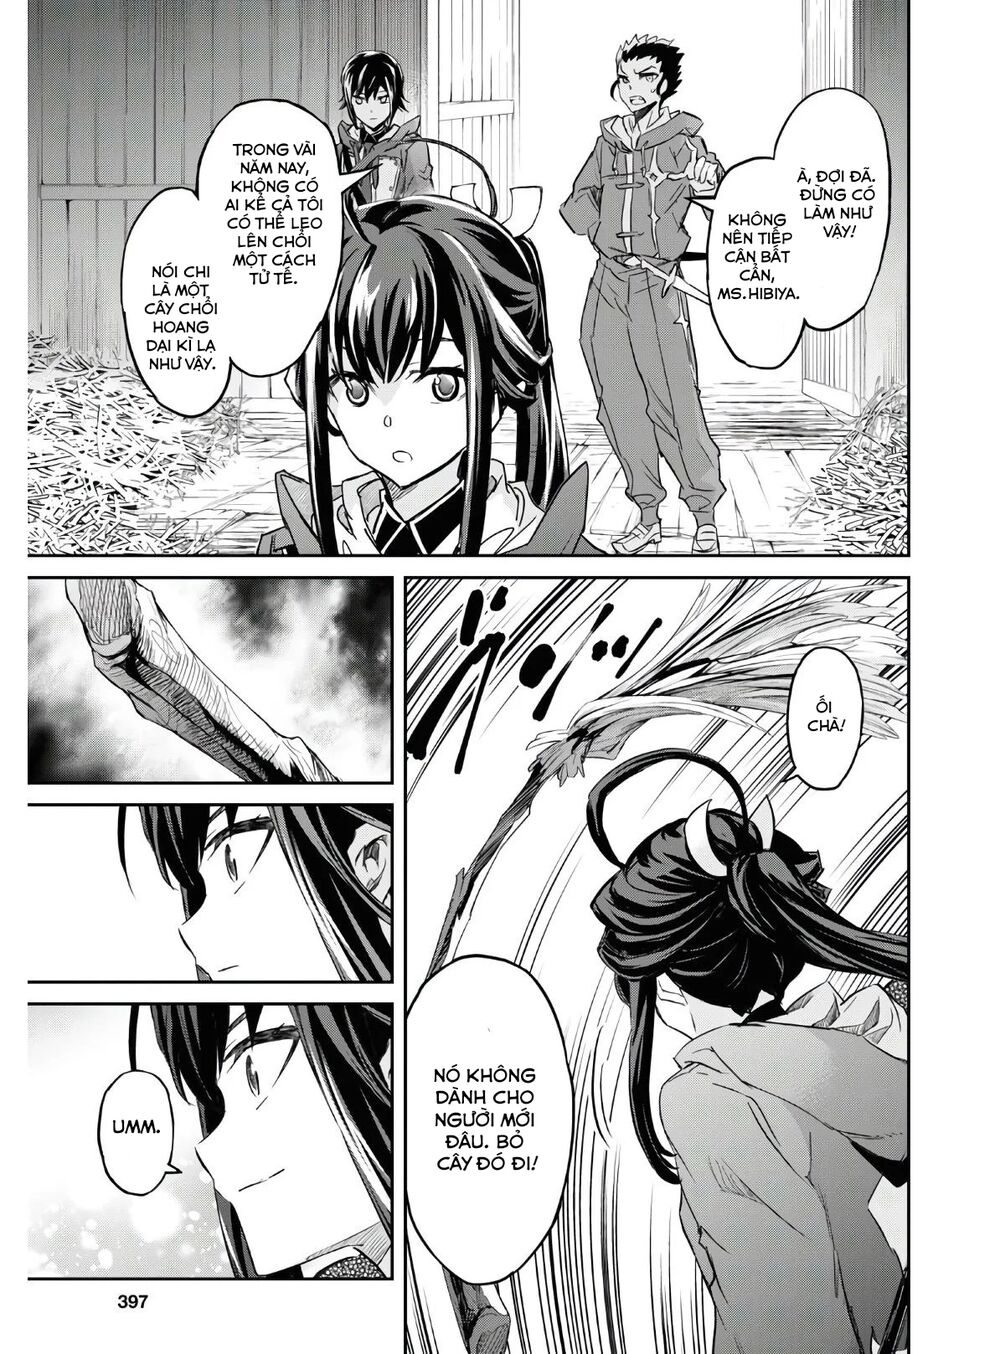 À, ĐỢI ĐÃ.
ĐỪNG CÓ
LÀM NHƯ
VẬY!
KHÔNG
NÊN TIẾP
CẬN BẤT
CẨN,
MS.HIBIYA.
TRONG VÀI
NĂM NAY,
KHÔNG CÓ
AI KỂ CẢ TÔI
CÓ THỂ LEO
LÊN CHỔI
MỘT CÁCH
TỬ TẾ.
NÓI CHI
LÀ MỘT
CÂY CHỔI
HOANG
DẠI KÌ LẠ
NHƯ VẬY.
ỐI
CHÀ!
NÓ KHÔNG
DÀNH CHO
NGƯỜI MỚI
ĐÂU. BỎ
CÂY ĐÓ ĐI!
UMM.
397